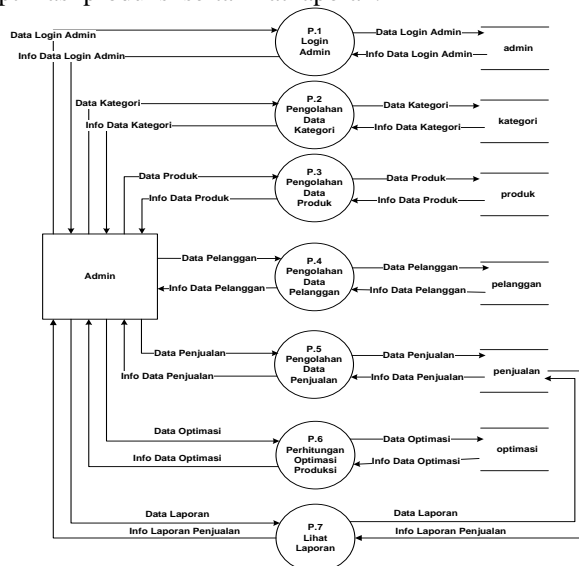 Data Login Admin
Info Data Login Admin
P.1
Login
Admin
Data Login Admin
Info Data Login Admin
admin
Data Kategori
Info Data Kategori
P.2
Pengolahan
Data
Kategori
Data Kategori
Info Data Kategori
kategori
Data Produk
Info Data Produk
P.3
Pengolahan
Data
Produk
Data Produk
Info Data Produk
produk
Admin
Data Pelanggan
Info Data Pelanggan
P.4
Pengolahan
Data
Pelanggan
Data Pelanggan
Info Data Pelanggan
pelanggan
Data Penjualan
Info Data Penjualan
P.5
Pengolahan
Data
Penjualan
Data Penjualan
Info Data Penjualan
penjualan
Data Optimasi
Info Data Optimasi
P.6
Perhitungan
Optimasi
Produksi
Data Optimasi
Info Data Optimasi
optimasi
Data Laporan
Info Laporan Penjualan
P.7
Lihat
Laporan
Data Laporan
Info Laporan Penjualan